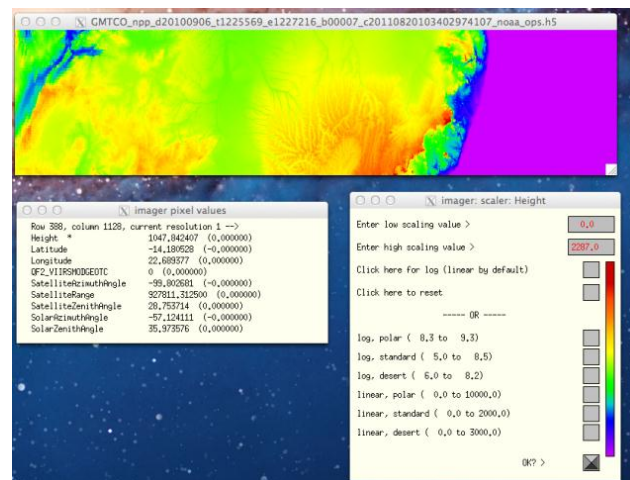 GMTCO_npp_d20100906_t1225569_e1227216_b00007_c20110820103402974107_noaa_ops.h5
imager pixel values
Row 388, column 1128, current resolution 1 -->
Height * 1047.842407 (0.000000)
Latitude -14.180528 (-0.000000)
Longitude 22.689377 (0.000000)
QF2_VIIRSMODGEOTC 0 (0.000000)
SatelliteAzimuthAngle -99.802681 (-0.000000)
SatelliteRange 927811.312500 (0.000000)
SatelliteZenithAngle 28.753714 (0.000000)
SolarAzimuthAngle -57.124111 (-0.000000)
SolarZenithAngle 35.973576 (0.000000)
imager: scaler: Height
Enter low scaling value > 0.0
Enter high scaling value > 2287.0
Click here for log (linear by default)
Click here to reset
----- OR -----
log, polar ( 8.3 to 9.3)
log, standard ( 5.0 to 8.5)
log, desert ( 6.0 to 8.2)
linear, polar ( 0.0 to 10000.0)
linear, standard ( 0.0 to 2000.0)
linear, desert ( 0.0 to 3000.0)
OK? >